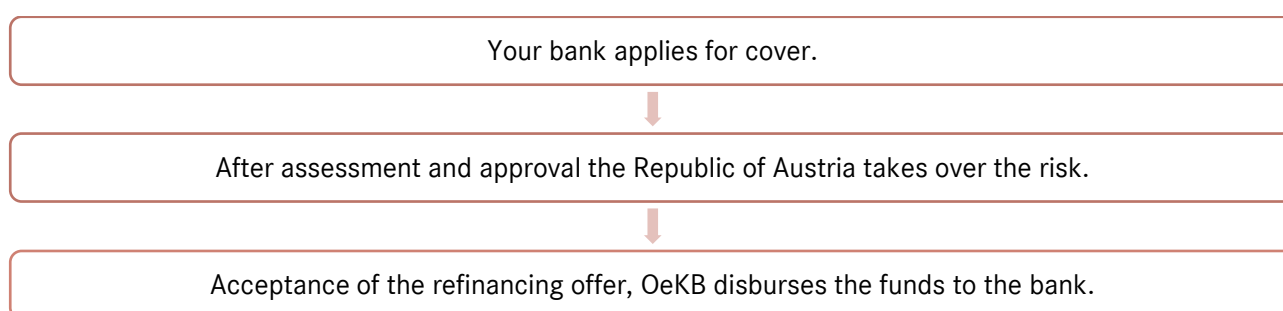 Your bank applies for cover.
After assessment and approval the Republic of Austria takes over the risk.
Acceptance of the refinancing offer, OeKB disburses the funds to the bank.